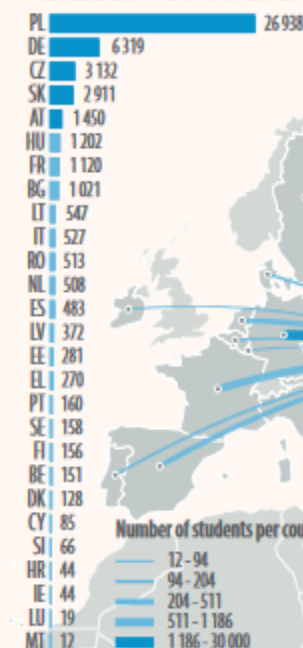 PL 26 938
DE 6 319
CZ 3 132
SK 2 911
AT 1 450
HU 1 202
FR 1 120
BG 1 021
LT 547
IT 527
RO 513
NL 508
ES 483
LV 372
EE 281
EL 270
PT 160
SE 158
FI 156
BE 151
DK 128
CY 85
SI 66
HR 44
IE 44
LU 19
MT 12
Number of students per cou
12 - 94
94 - 204
204 - 511
511 - 1 186
1 186 - 30 000